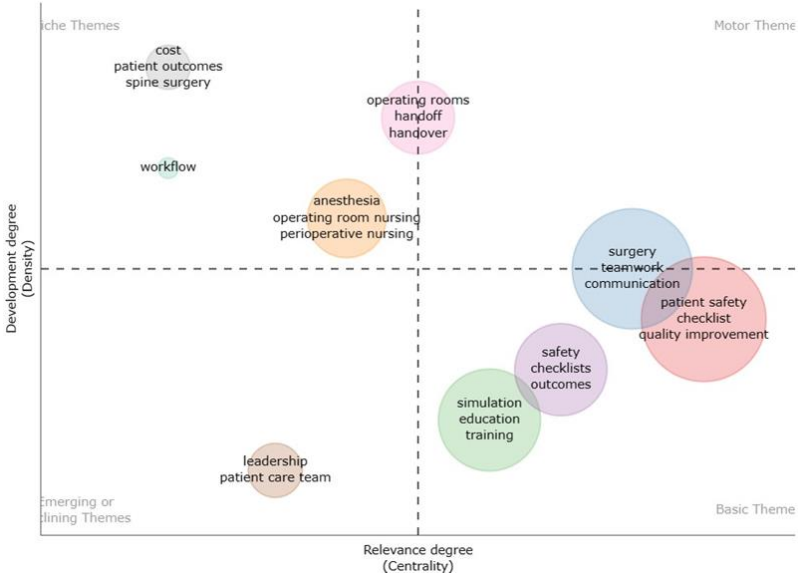 iche Themes
Motor Theme
cost
patient outcomes
spine surgery
operating rooms
handoff
handover
workflow
anesthesia
operating room nursing
perioperative nursing
Development degree
(Density)
surgery
teamwork
communication
patient safety
checklist
quality improvement
safety
checklists
outcomes
simulation
education
training
leadership
patient care team
Emerging or
clining Themes
Basic Theme
Relevance degree
(Centrality)